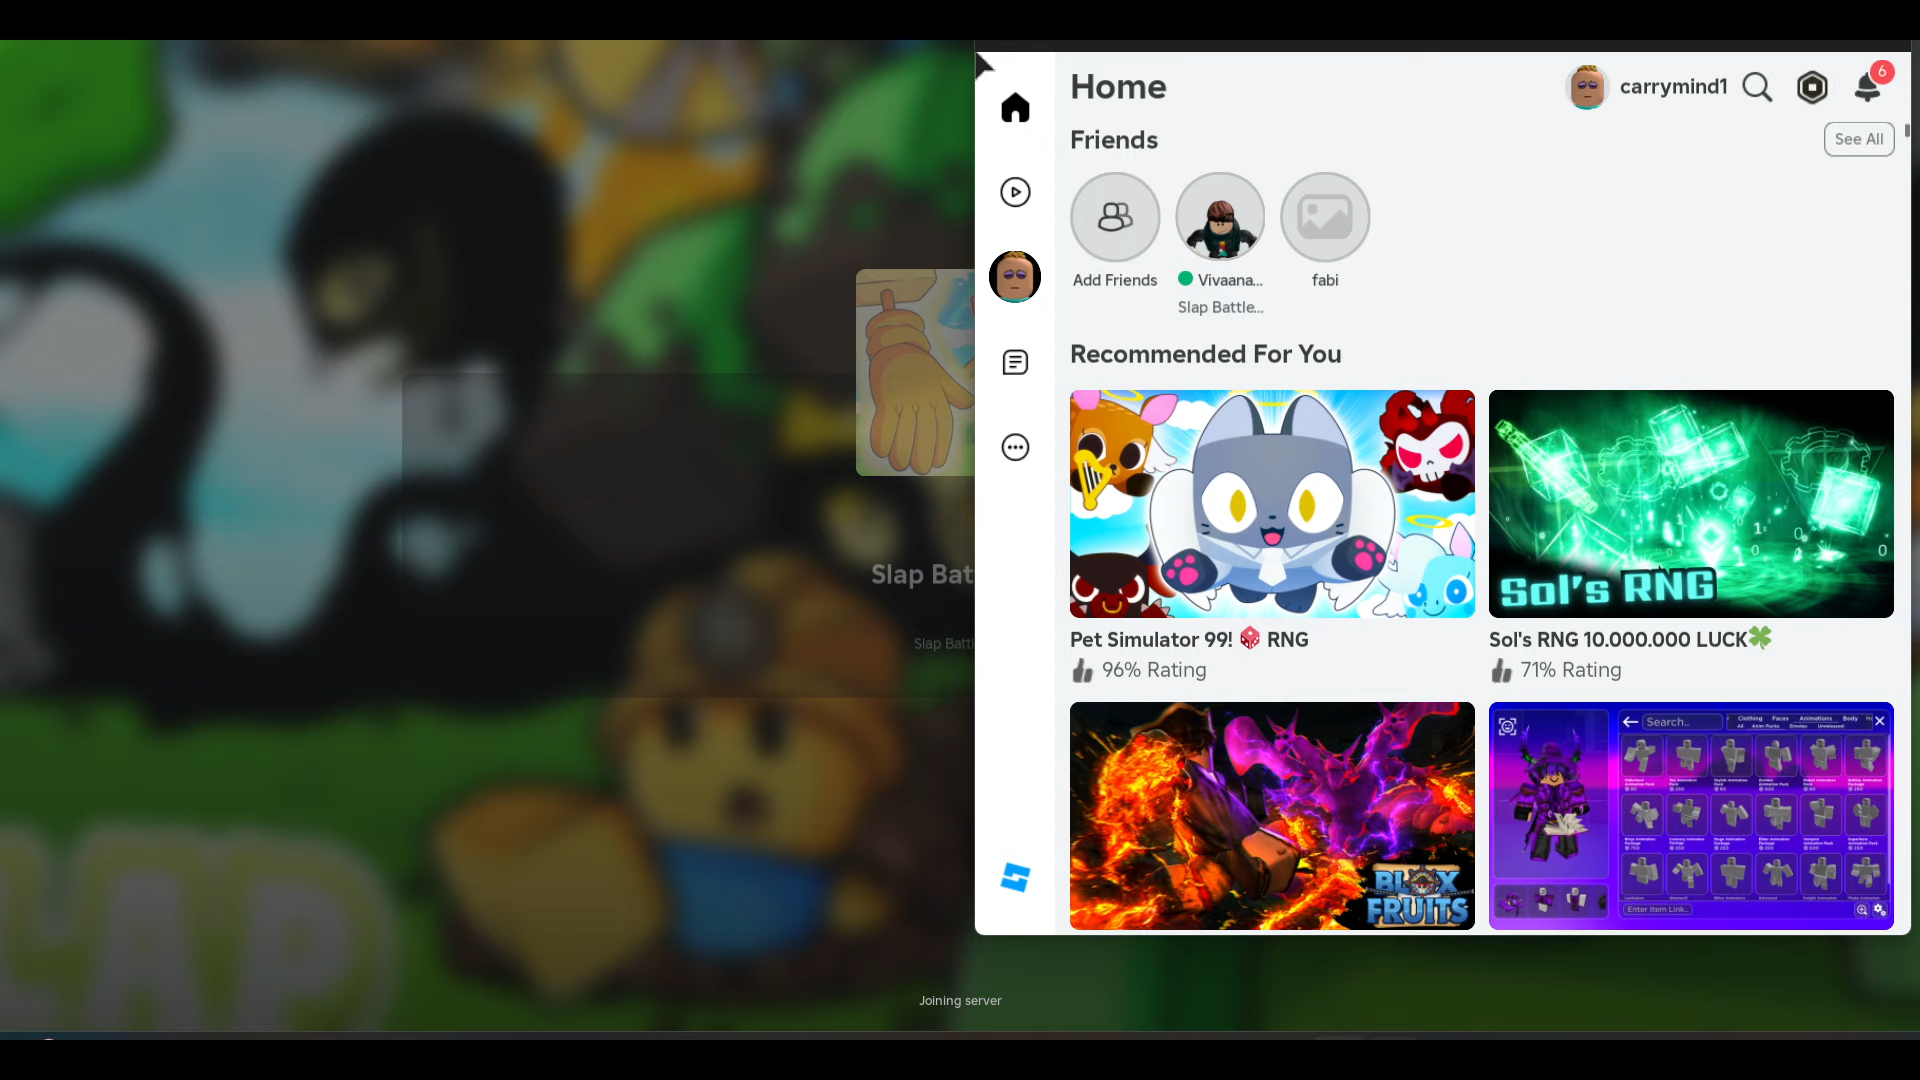 Home
carrymind1
6
Friends
See All
Add Friends
Vivaana...
fabi
Slap Battle...
Recommended For You
Sol's RNG
Pet Simulator 99! 🎲 RNG
Sol's RNG 10.000.000 LUCK🍀
96% Rating
71% Rating
BLOX
FRUITS
Search..
Clothing Faces Animations Body
Enter Item Link..
Slap Bat
Slap Battl
Joining server